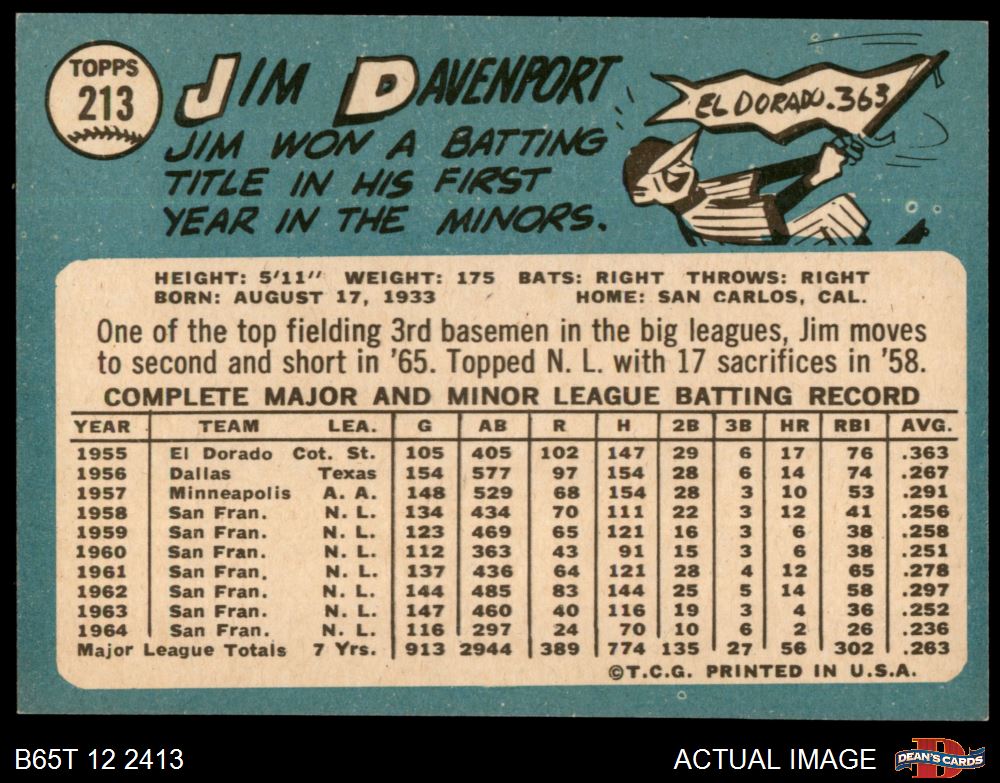 TOPPS
213
JIM DAVENPORT
JIM WON A BATTING
TITLE IN HIS FIRST
YEAR IN THE MINORS.
EL DORADO .363
HEIGHT: 5'11" WEIGHT: 175 BATS: RIGHT THROWS: RIGHT
BORN: AUGUST 17, 1933 HOME: SAN CARLOS, CAL.
One of the top fielding 3rd basemen in the big leagues, Jim moves
to second and short in '65. Topped N. L. with 17 sacrifices in '58.
COMPLETE MAJOR AND MINOR LEAGUE BATTING RECORD
YEAR TEAM LEA. G AB R H 2B 3B HR RBI AVG.
1955 El Dorado Cot. St. 105 405 102 147 29 6 17 76 .363
1956 Dallas Texas 154 577 97 154 28 6 14 74 .267
1957 Minneapolis A. A. 148 529 68 154 28 3 10 53 .291
1958 San Fran. N. L. 134 434 70 111 22 3 12 41 .256
1959 San Fran. N. L. 123 469 65 121 16 3 6 38 .258
1960 San Fran. N. L. 112 363 43 91 15 3 6 38 .251
1961 San Fran. N. L. 137 436 64 121 28 4 12 65 .278
1962 San Fran. N. L. 144 485 83 144 25 5 14 58 .297
1963 San Fran. N. L. 147 460 40 116 19 3 4 36 .252
1964 San Fran. N. L. 116 297 24 70 10 6 2 26 .236
Major League Totals 7 Yrs. 913 2944 389 774 135 27 56 302 .263
©T.C.G. PRINTED IN U.S.A.
B65T 12 2413
ACTUAL IMAGE
D
DEAN'S CARDS